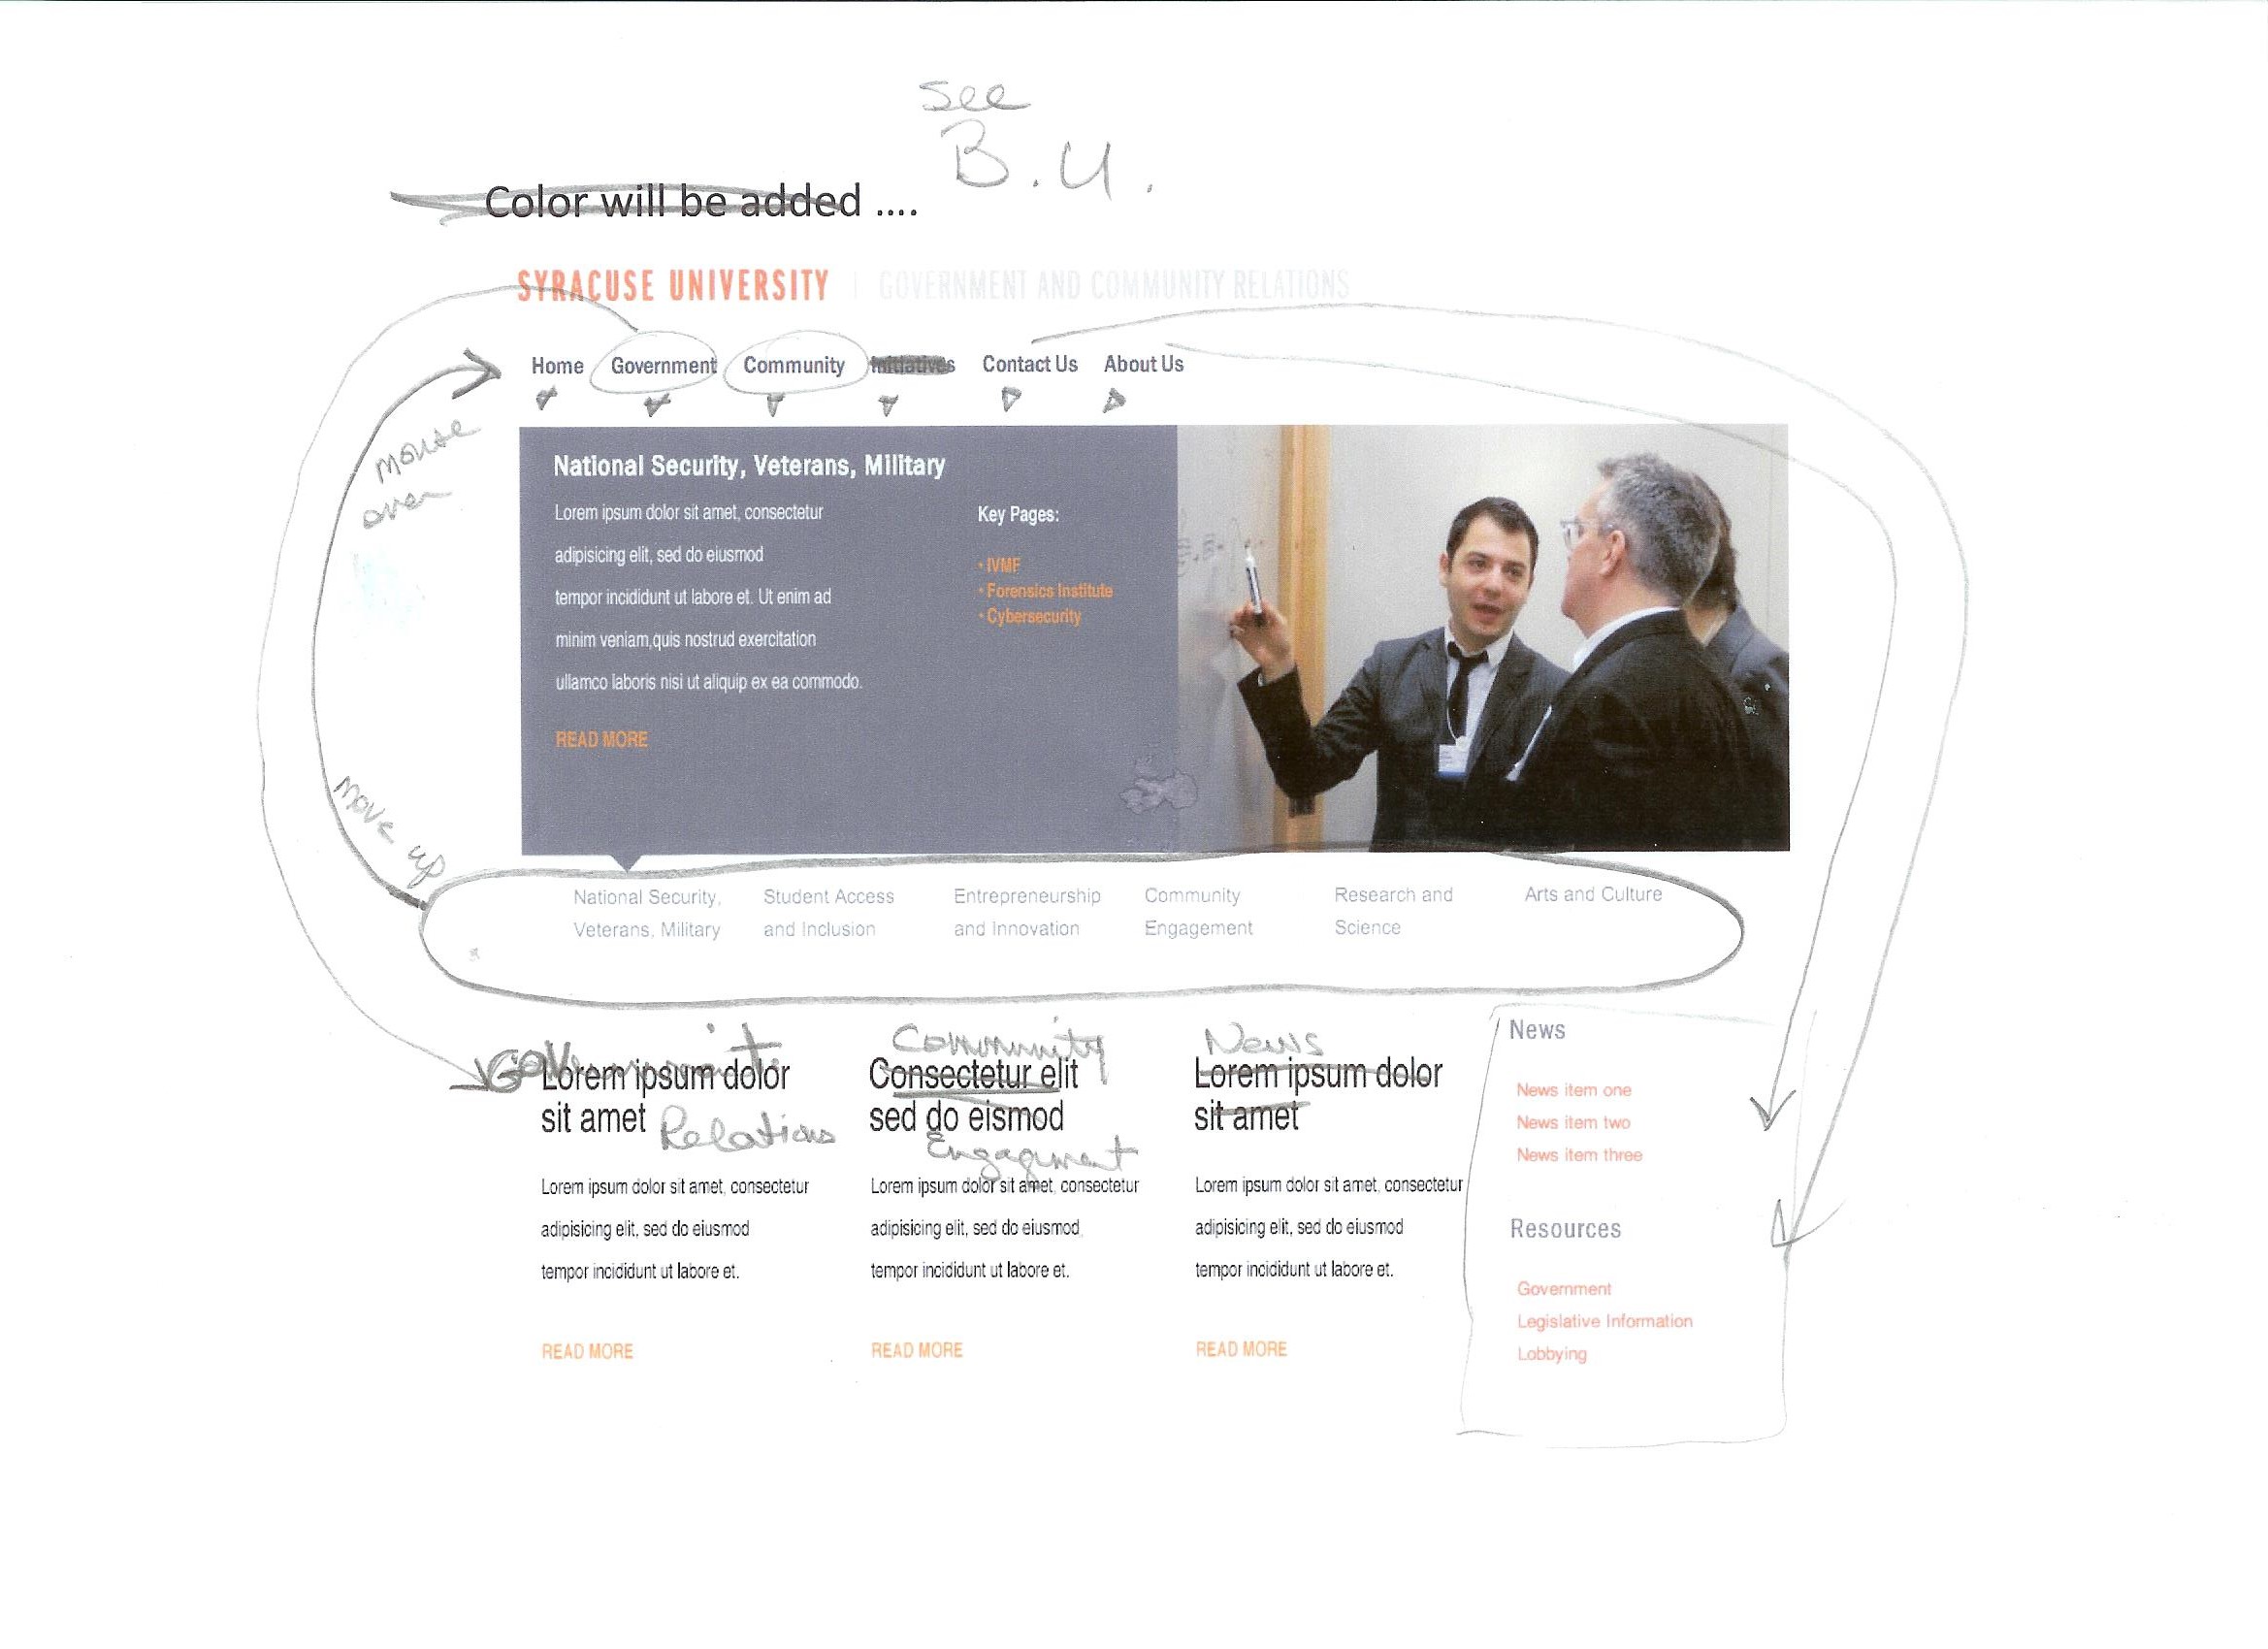 See
B.U.
Color will be added ....
SYRACUSE UNIVERSITY | GOVERNMENT AND COMMUNITY RELATIONS
Home Government Community Initiatives Contact Us About Us
mouse
over
National Security, Veterans, Military
Lorem ipsum dolor sit amet, consectetur
adipisicing elit, sed do eiusmod
tempor incididunt ut labore et. Ut enim ad
minim veniam,quis nostrud exercitation
ullamco laboris nisi ut aliquip ex ea commodo.
READ MORE
Key Pages:
• IVMF
• Forensics Institute
• Cybersecurity
move up
National Security,
Veterans, Military
Student Access
and Inclusion
Entrepreneurship
and Innovation
Community
Engagement
Research and
Science
Arts and Culture
Government
Lorem ipsum dolor
sit amet
Relations
Lorem ipsum dolor sit amet, consectetur
adipisicing elit, sed do eiusmod
tempor incididunt ut labore et.
READ MORE
Community
Consectetur elit
sed do eismod
Engagement
Lorem ipsum dolor sit amet, consectetur
adipisicing elit, sed do eiusmod
tempor incididunt ut labore et.
READ MORE
News
Lorem ipsum dolor
sit amet
Lorem ipsum dolor sit amet, consectetur
adipisicing elit, sed do eiusmod
tempor incididunt ut labore et.
READ MORE
News
News item one
News item two
News item three
Resources
Government
Legislative Information
Lobbying